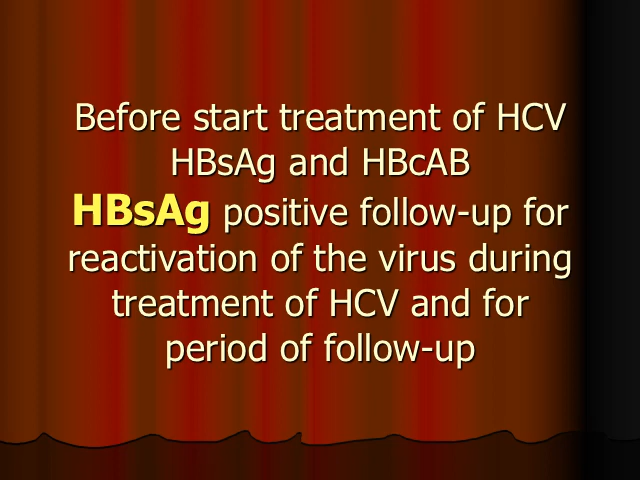 Before start treatment of HCV
HBsAg and HBcAB
HBsAg positive follow-up for
reactivation of the virus during
treatment of HCV and for
period of follow-up